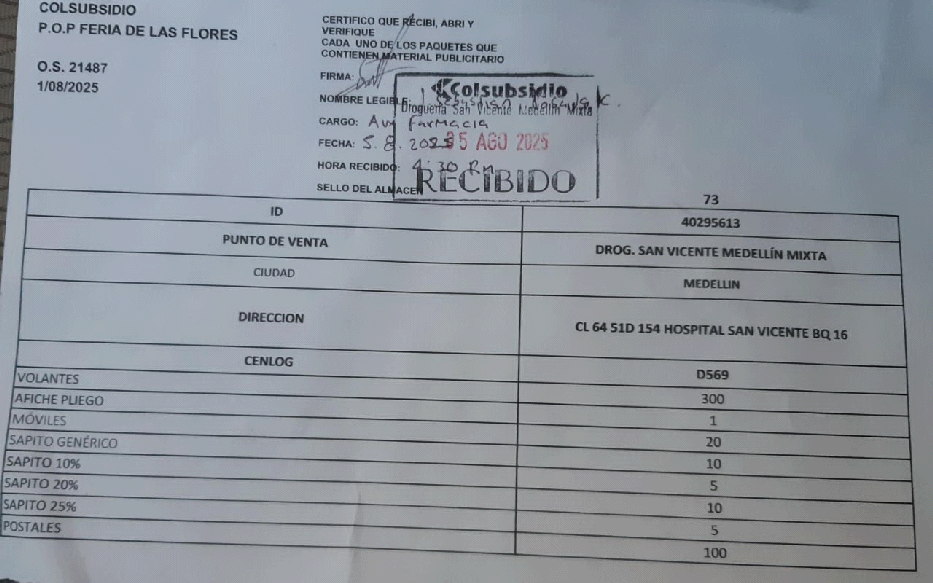 COLSUBSIDIO
P.O.P FERIA DE LAS FLORES
O.S. 21487
1/08/2025
CERTIFICO QUE RECIBI, ABRI Y
VERIFIQUE
CADA UNO DE LOS PAQUETES QUE
CONTIENEN MATERIAL PUBLICITARIO
FIRMA:
NOMBRE LEGIBLE:
CARGO: Aux Farmacia
FECHA: 5.8.2025
HORA RECIBIDO: 4:30 Pm
SELLO DEL ALMACEN
Colsubsidio
Droguería San Vicente Medellín Mixta
05 AGO 2025
RECIBIDO
73
ID 40295613
PUNTO DE VENTA DROG. SAN VICENTE MEDELLÍN MIXTA
CIUDAD MEDELLIN
DIRECCION CL 64 51D 154 HOSPITAL SAN VICENTE BQ 16
CENLOG D569
VOLANTES 300
AFICHE PLIEGO 1
MÓVILES 20
SAPITO GENÉRICO 10
SAPITO 10% 5
SAPITO 20% 10
SAPITO 25% 5
POSTALES 100